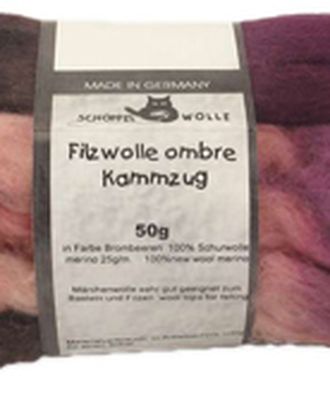 MADE IN GERMANY
SCHOPPEL WOLLE
Filzwolle ombre
Kammzug
50g
in Farbe Brombeeren 100% Schurwolle
merino 25g/m. 100%new wool merino
Märchenwolle sehr gut geeignet zum
Basteln und Filzen wool tops for felting